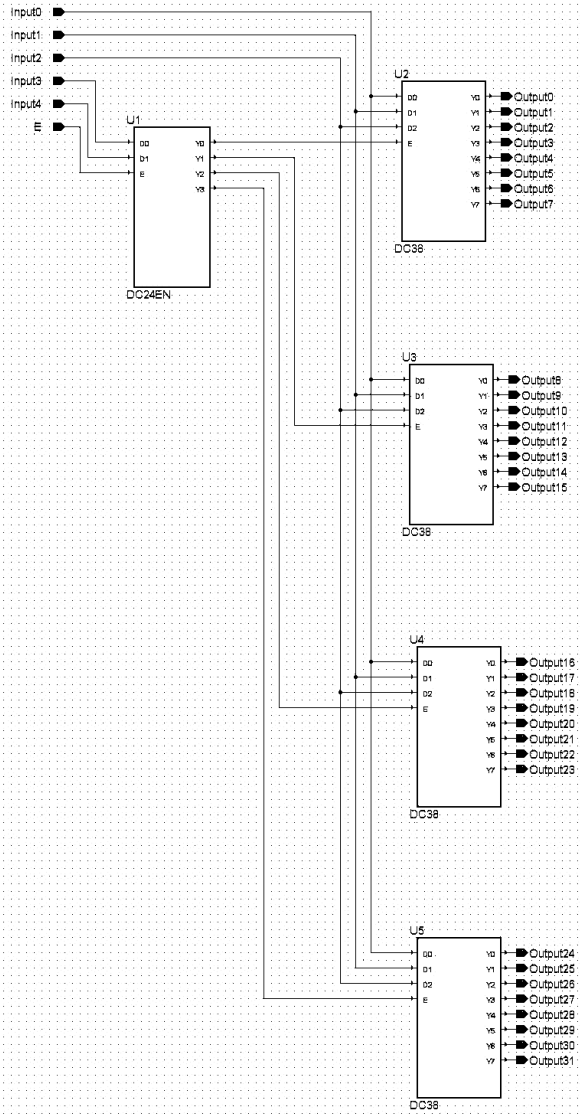 Input0
Input1
Input2
Input3
Input4
E
U1
D0 Y0
D1 Y1
E Y2
Y3
DC24EN
U2
D0 Y0 Output0
D1 Y1 Output1
D2 Y2 Output2
E Y3 Output3
Y4 Output4
Y5 Output5
Y6 Output6
Y7 Output7
DC38
U3
D0 Y0 Output8
D1 Y1 Output9
D2 Y2 Output10
E Y3 Output11
Y4 Output12
Y5 Output13
Y6 Output14
Y7 Output15
DC38
U4
D0 Y0 Output16
D1 Y1 Output17
D2 Y2 Output18
E Y3 Output19
Y4 Output20
Y5 Output21
Y6 Output22
Y7 Output23
DC38
U5
D0 Y0 Output24
D1 Y1 Output25
D2 Y2 Output26
E Y3 Output27
Y4 Output28
Y5 Output29
Y6 Output30
Y7 Output31
DC38